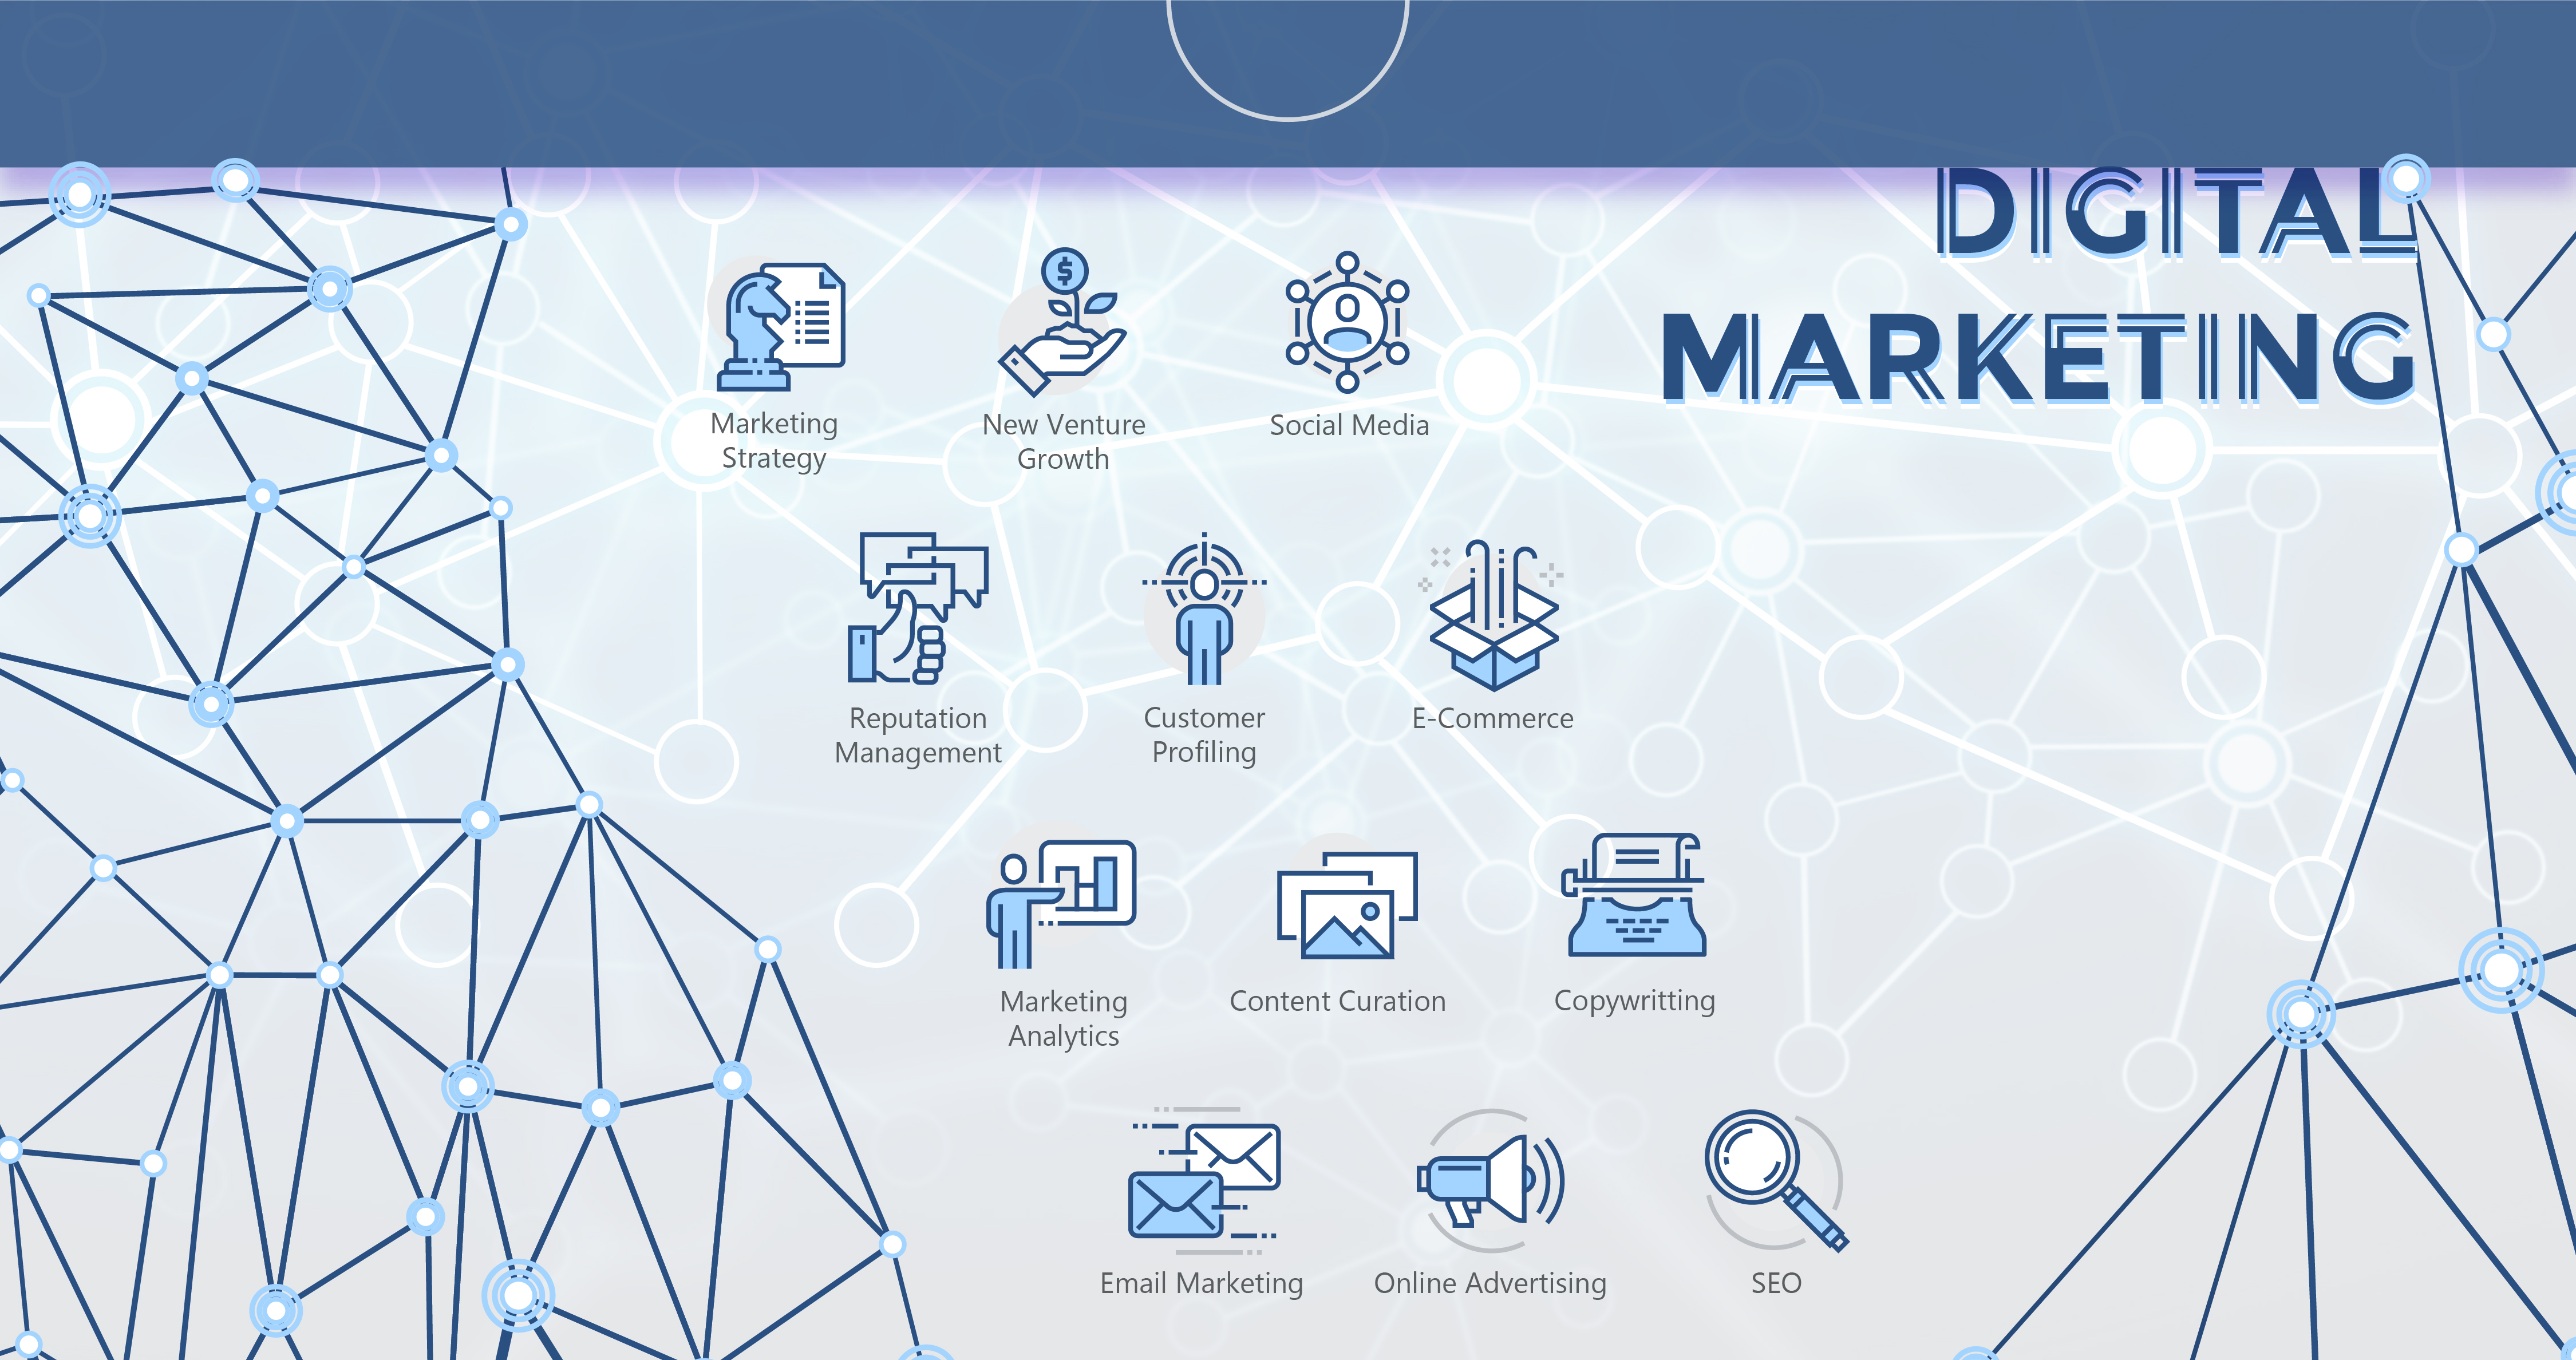 DIGITAL
MARKETING
Marketing
Strategy
New Venture
Growth
Social Media
Reputation
Management
Customer
Profiling
E-Commerce
Marketing
Analytics
Content Curation
Copywritting
Email Marketing
Online Advertising
SEO